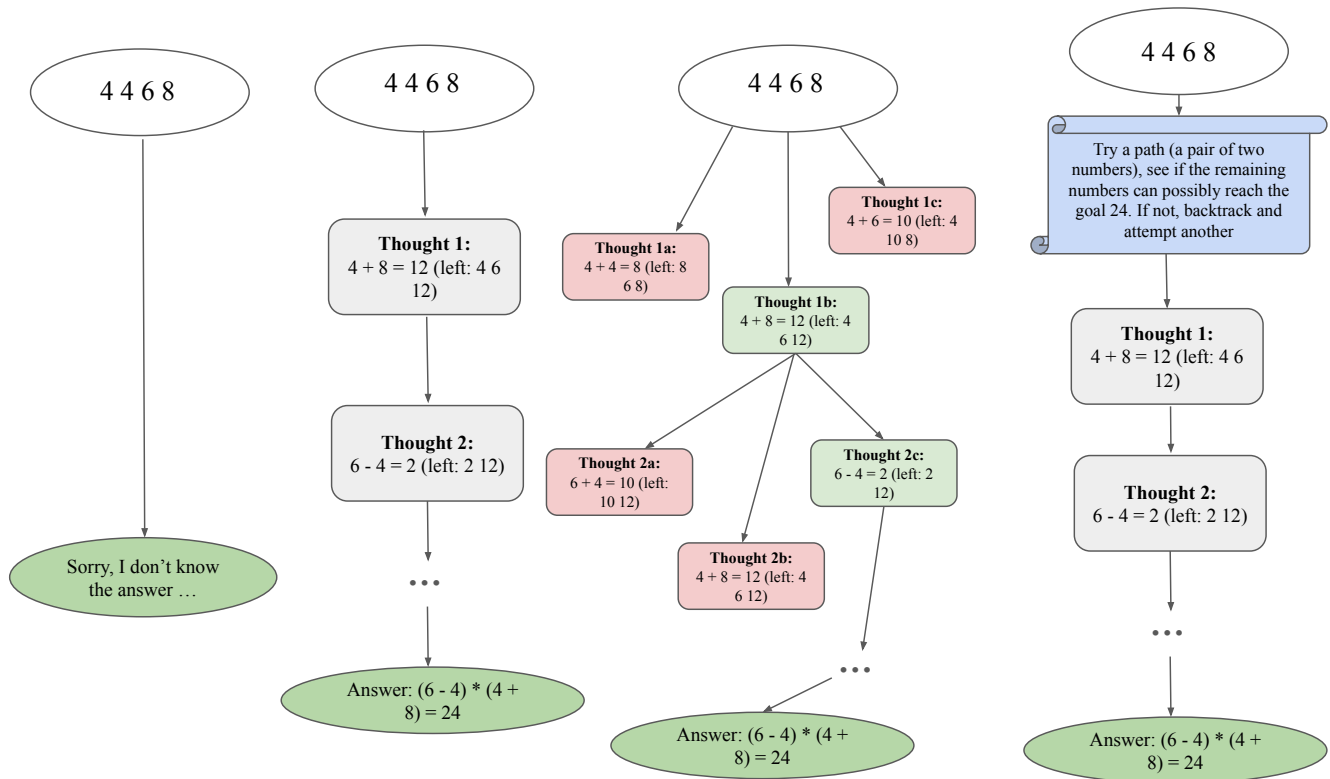 4 4 6 8
Sorry, I don’t know
the answer …
4 4 6 8
Thought 1:
4 + 8 = 12 (left: 4 6
12)
Thought 2:
6 - 4 = 2 (left: 2 12)
...
Answer: (6 - 4) * (4 +
8) = 24
4 4 6 8
Thought 1a:
4 + 4 = 8 (left: 8
6 8)
Thought 1b:
4 + 8 = 12 (left: 4
6 12)
Thought 1c:
4 + 6 = 10 (left: 4
10 8)
Thought 2a:
6 + 4 = 10 (left:
10 12)
Thought 2b:
4 + 8 = 12 (left: 4
6 12)
Thought 2c:
6 - 4 = 2 (left: 2
12)
...
Answer: (6 - 4) * (4 +
8) = 24
4 4 6 8
Try a path (a pair of two
numbers), see if the remaining
numbers can possibly reach the
goal 24. If not, backtrack and
attempt another
Thought 1:
4 + 8 = 12 (left: 4 6
12)
Thought 2:
6 - 4 = 2 (left: 2 12)
...
Answer: (6 - 4) * (4 +
8) = 24